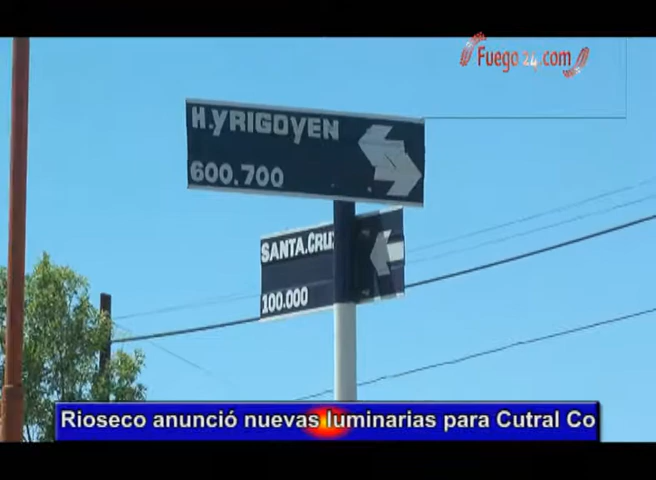 Fuego24.com
H.YRIGOYEN
600.700
SANTA.CRUZ
100.000
Rioseco anunció nuevas luminarias para Cutral Co